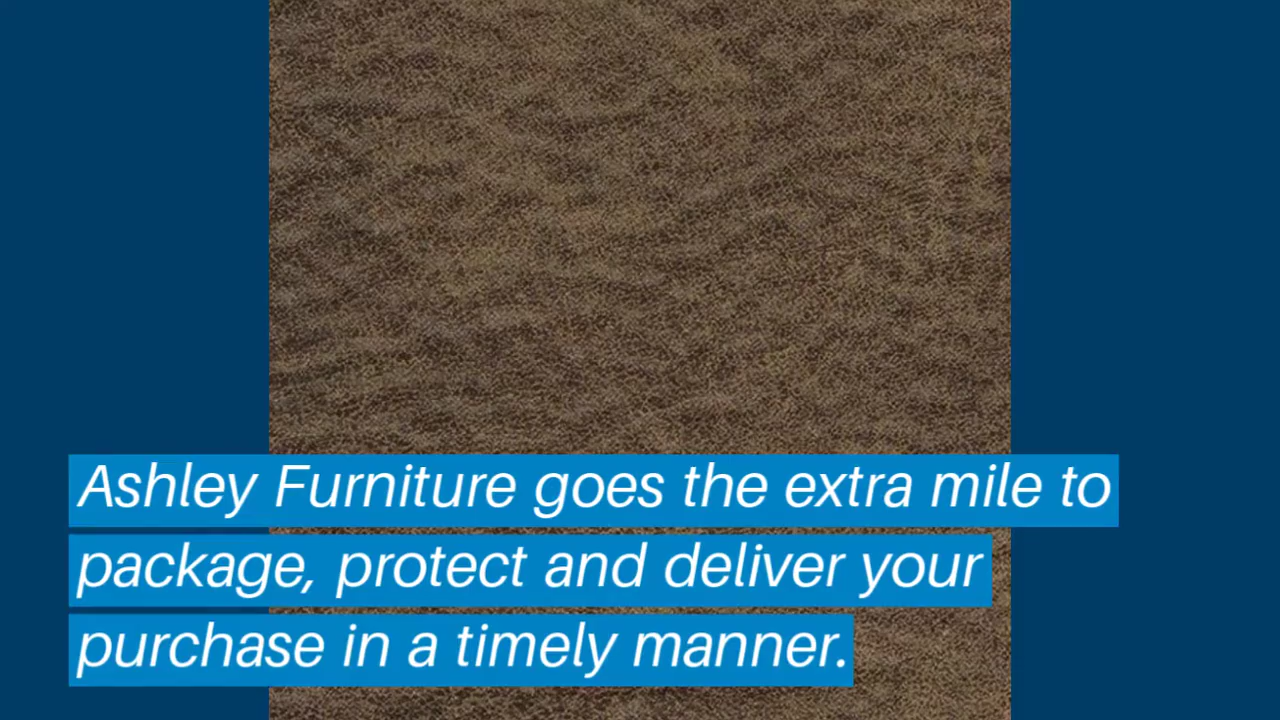 Ashley Furniture goes the extra mile to
package, protect and deliver your
purchase in a timely manner.